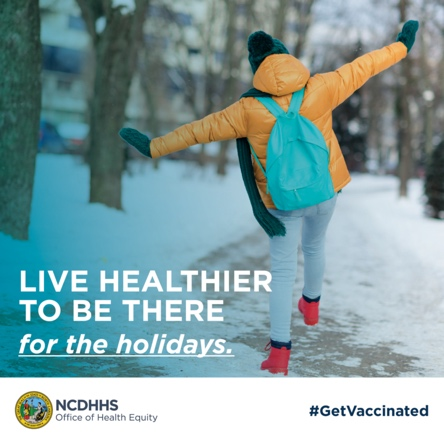 LIVE HEALTHIER
TO BE THERE
for the holidays.
NCDHHS
Office of Health Equity
#GetVaccinated